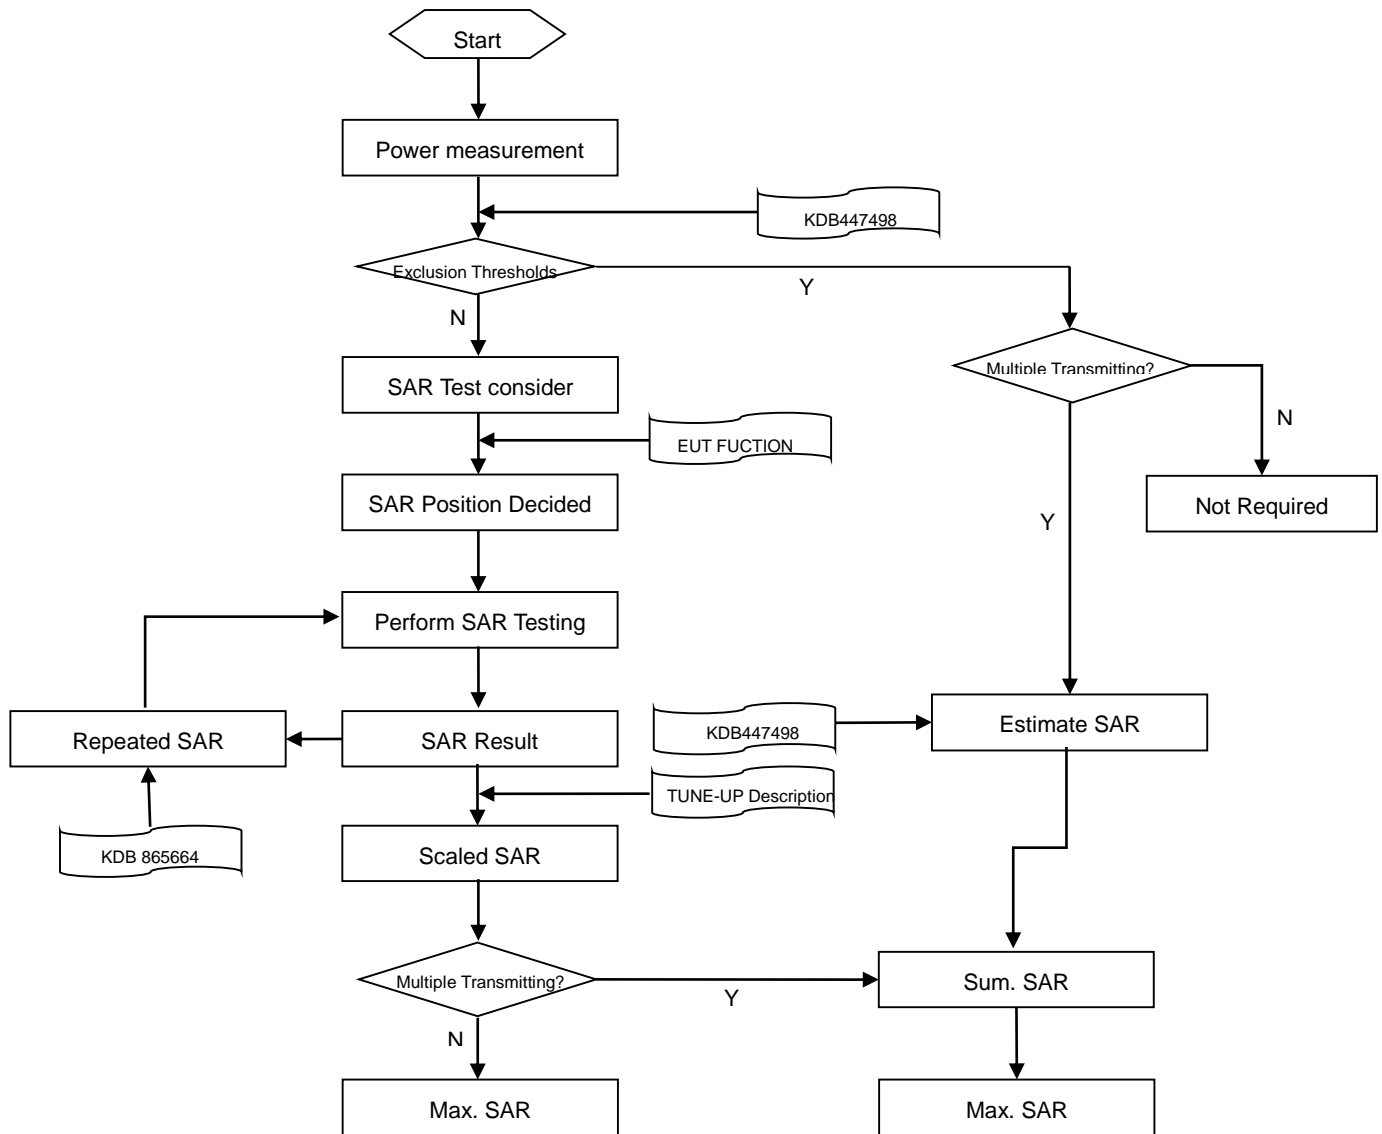 Start
Power measurement
KDB447498
Exclusion Thresholds
Y
N
Multiple Transmitting?
SAR Test consider
N
EUT FUCTION
SAR Position Decided
Not Required
Y
Perform SAR Testing
Repeated SAR
SAR Result
KDB447498
Estimate SAR
TUNE-UP Description
KDB 865664
Scaled SAR
Multiple Transmitting?
Y
Sum. SAR
N
Max. SAR
Max. SAR